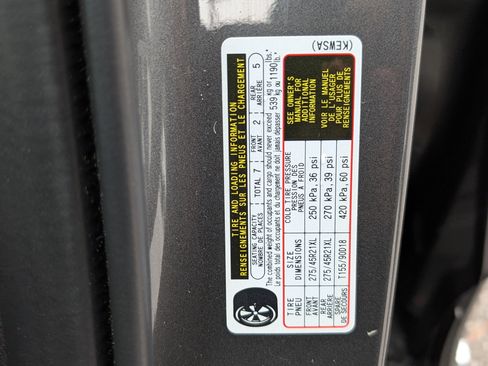 (KEWSA)
TIRE AND LOADING INFORMATION
RENSEIGNEMENTS SUR LES PNEUS ET LE CHARGEMENT
SEATING CAPACITY TOTAL 7 FRONT 2 REAR 5
NOMBRE DE PLACES AVANT ARRIÈRE
The combined weight of occupants and cargo should never exceed 539 kg or 1190 lbs.
Le poids total des occupants et du chargement ne doit jamais dépasser 539 kg ou 1190 lb.
TIRE SIZE COLD TIRE PRESSURE
PNEU DIMENSIONS PRESSION DES PNEUS À FROID
FRONT 275/45R21XL 250 kPa, 36 psi
AVANT
REAR 275/45R21XL 270 kPa, 39 psi
ARRIÈRE
SPARE T155/90D18 420 kPa, 60 psi
DE SECOURS
SEE OWNER'S
MANUAL FOR
ADDITIONAL
INFORMATION
VOIR LE MANUEL
DE L'USAGER
POUR PLUS DE
RENSEIGNEMENTS